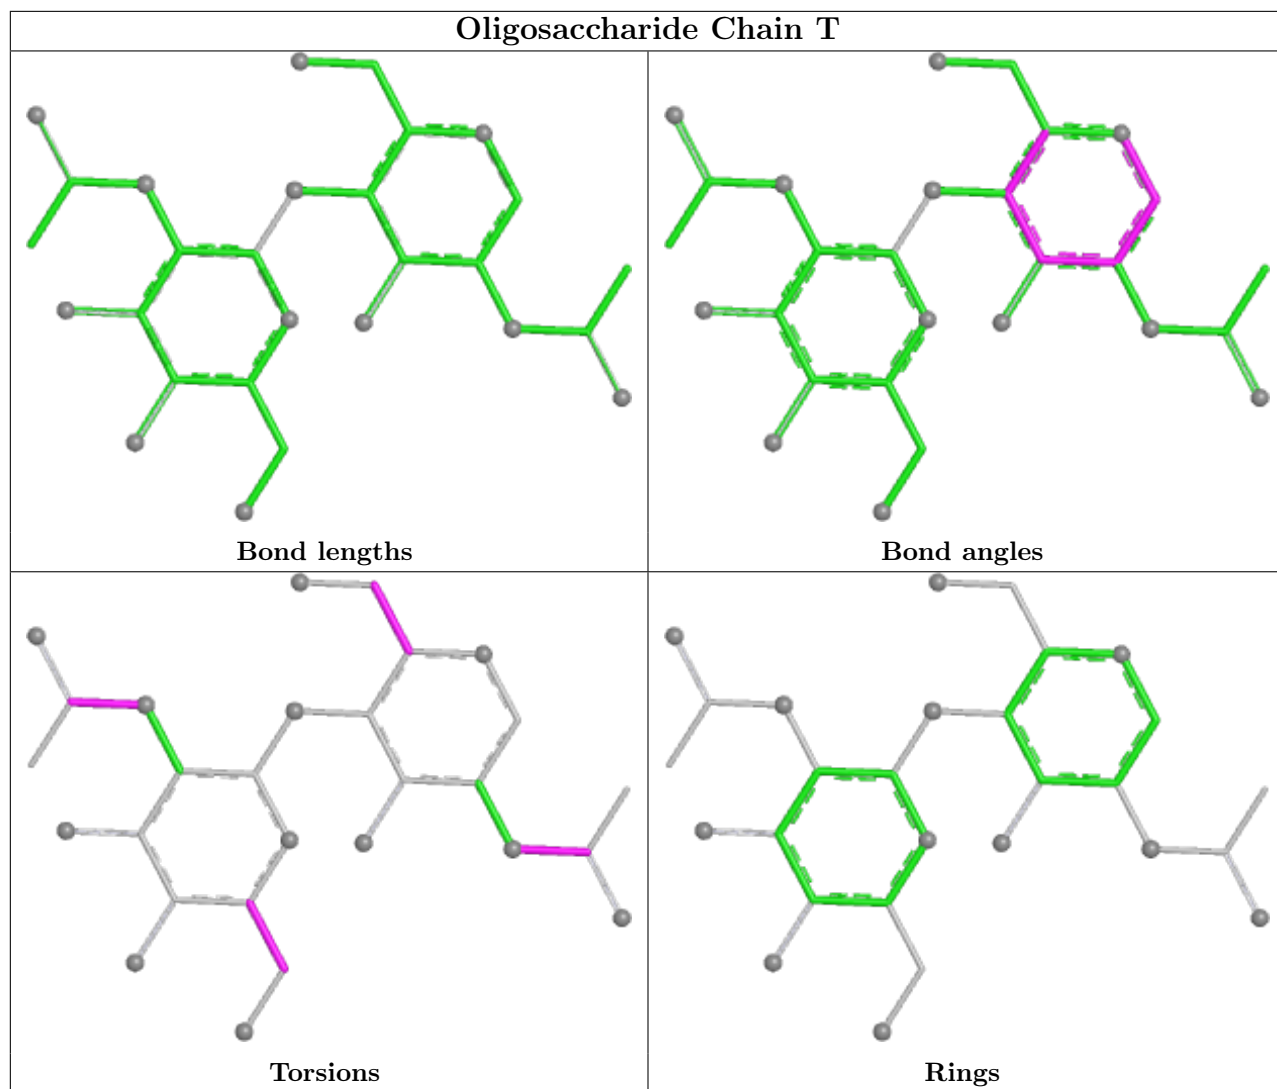 Oligosaccharide Chain T
Bond lengths
Bond angles
Torsions
Rings